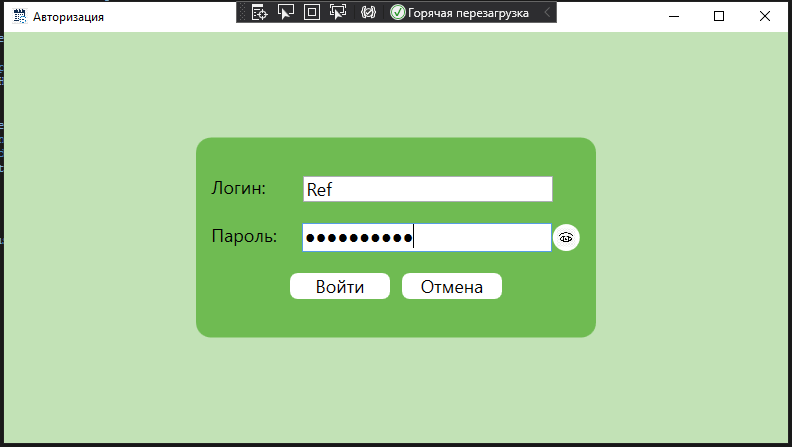 Авторизация
Горячая перезагрузка
Логин:
Ref
Пароль:
●●●●●●●●●●
Войти
Отмена